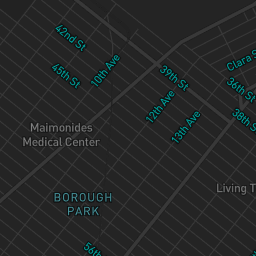 42nd St
45th St
10th Ave
39th St
Clara S
36th St
12th Ave
13th Ave
38th St
Maimonides
Medical Center
Living T
BOROUGH
PARK
56th